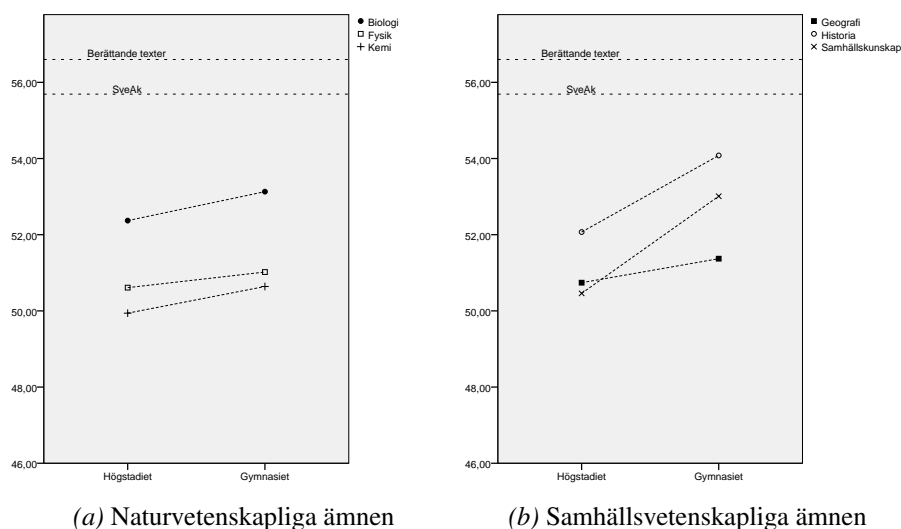 Biologi
Fysik
Kemi
Berättande texter
SveAk
56,00
54,00
52,00
50,00
48,00
46,00
Högstadiet
Gymnasiet
(a) Naturvetenskapliga ämnen
Geografi
Historia
Samhällskunskap
Berättande texter
SveAk
56,00
54,00
52,00
50,00
48,00
46,00
Högstadiet
Gymnasiet
(b) Samhällsvetenskapliga ämnen